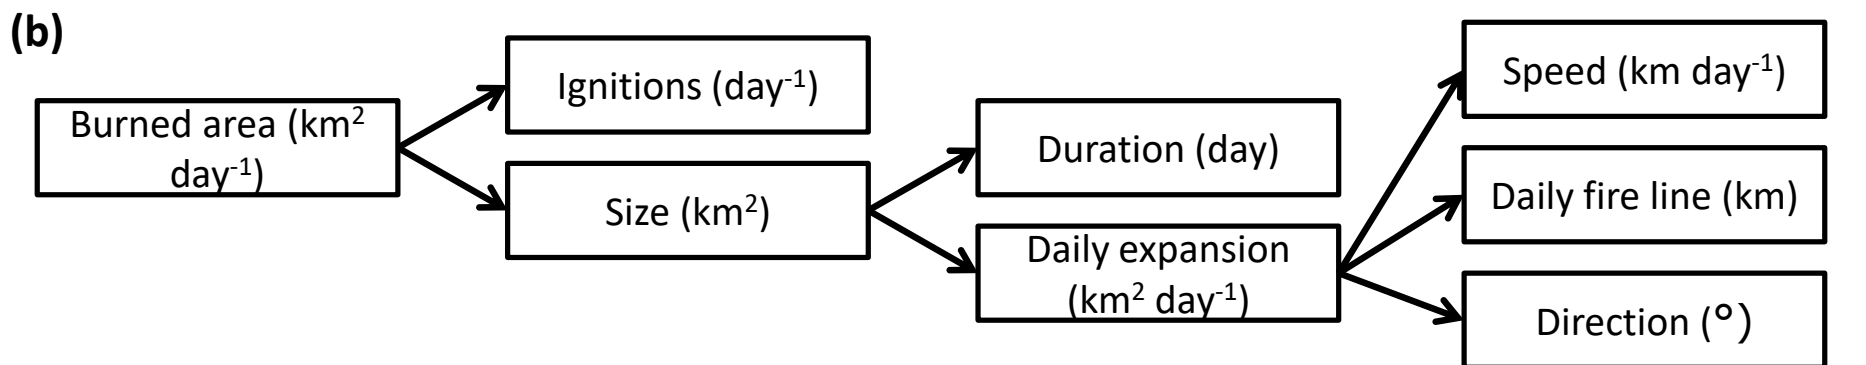 (b)
Burned area (km²
day⁻¹)
Ignitions (day⁻¹)
Size (km²)
Duration (day)
Daily expansion
(km² day⁻¹)
Speed (km day⁻¹)
Daily fire line (km)
Direction (°)